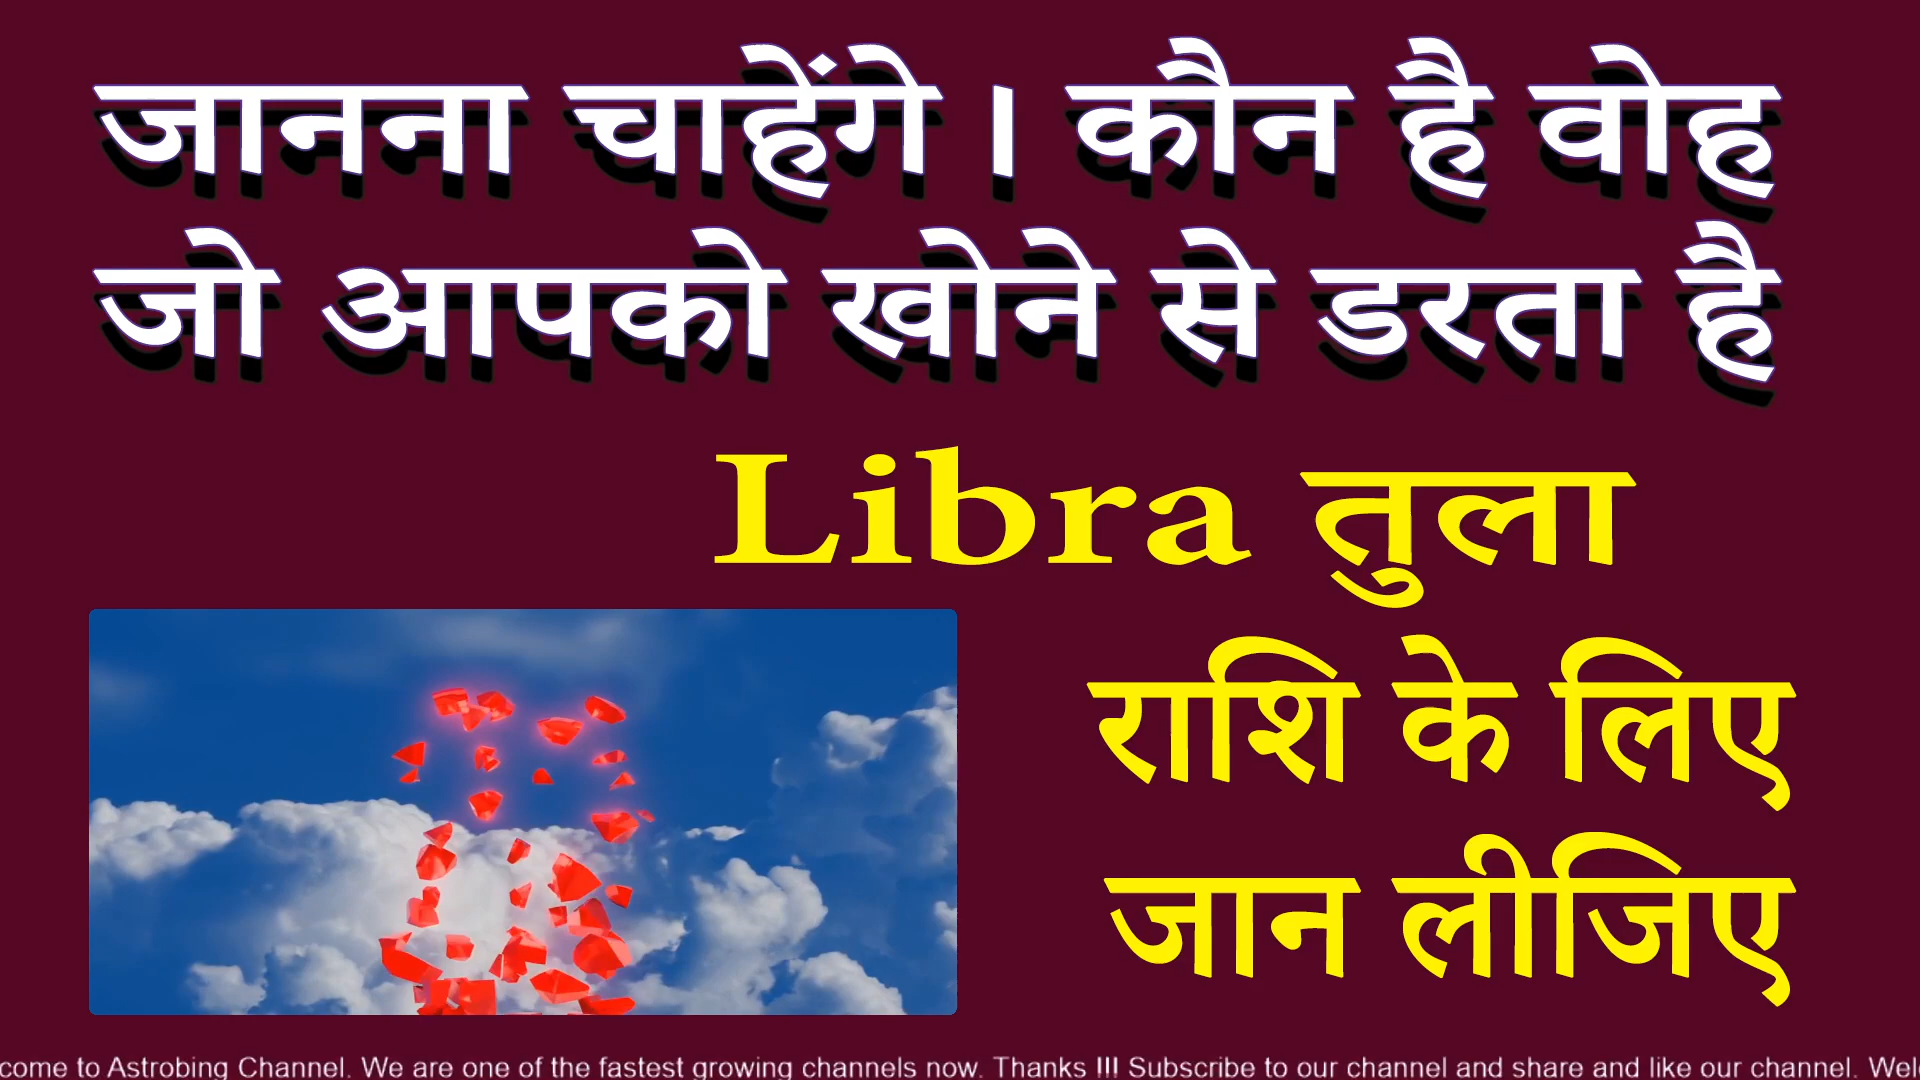 जानना चाहेंगे । कौन है वोह
जो आपको खोने से डरता है
Libra तुला
राशि के लिए
जान लीजिए
come to Astrobing Channel. We are one of the fastest growing channels now. Thanks !!! Subscribe to our channel and share and like our channel. Wel